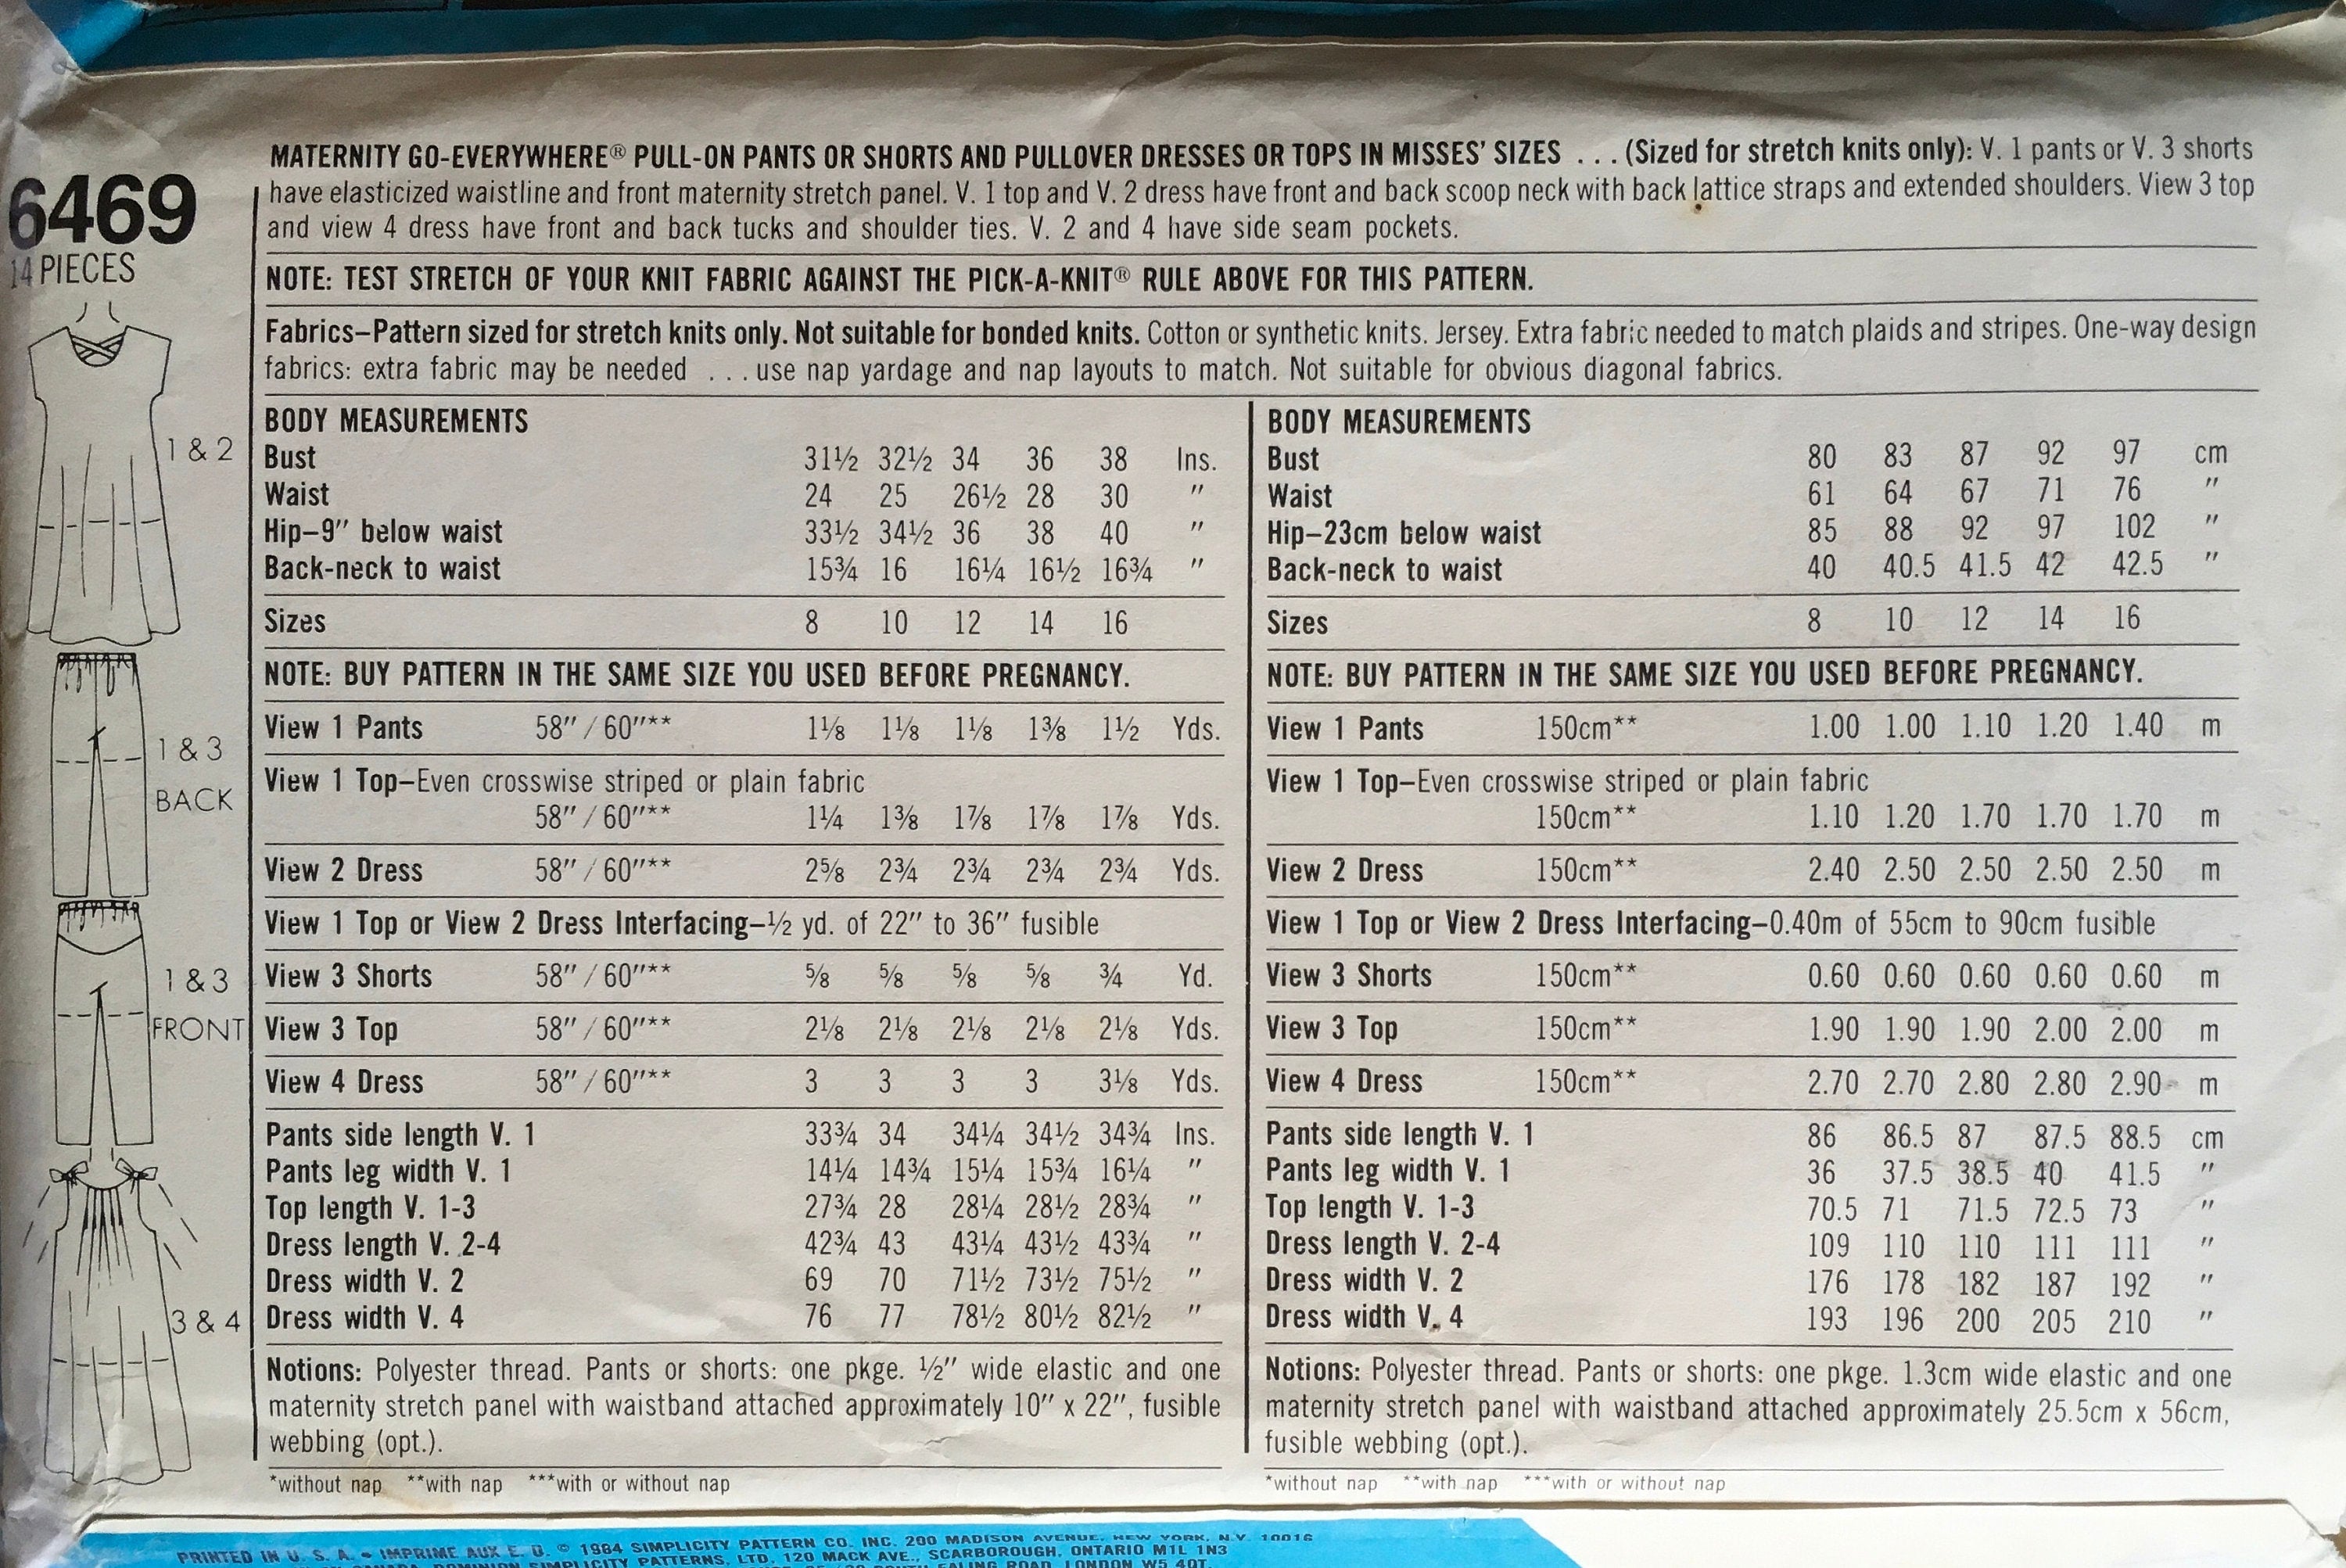 6469
14 PIECES
1 & 2
1 & 3
BACK
1 & 3
FRONT
3 & 4
MATERNITY GO-EVERYWHERE® PULL-ON PANTS OR SHORTS AND PULLOVER DRESSES OR TOPS IN MISSES' SIZES ... (Sized for stretch knits only): V. 1 pants or V. 3 shorts
have elasticized waistline and front maternity stretch panel. V. 1 top and V. 2 dress have front and back scoop neck with back lattice straps and extended shoulders. View 3 top
and view 4 dress have front and back tucks and shoulder ties. V. 2 and 4 have side seam pockets.
NOTE: TEST STRETCH OF YOUR KNIT FABRIC AGAINST THE PICK-A-KNIT® RULE ABOVE FOR THIS PATTERN.
Fabrics–Pattern sized for stretch knits only. Not suitable for bonded knits. Cotton or synthetic knits. Jersey. Extra fabric needed to match plaids and stripes. One-way design
fabrics: extra fabric may be needed ... use nap yardage and nap layouts to match. Not suitable for obvious diagonal fabrics.
BODY MEASUREMENTS
Bust 31½ 32½ 34 36 38 Ins.
Waist 24 25 26½ 28 30 "
Hip–9" below waist 33½ 34½ 36 38 40 "
Back-neck to waist 15¾ 16 16¼ 16½ 16¾ "
Sizes 8 10 12 14 16
NOTE: BUY PATTERN IN THE SAME SIZE YOU USED BEFORE PREGNANCY.
View 1 Pants 58"/60"** 1⅛ 1⅛ 1⅛ 1⅜ 1½ Yds.
View 1 Top–Even crosswise striped or plain fabric
58"/60"** 1¼ 1⅜ 1⅞ 1⅞ 1⅞ Yds.
View 2 Dress 58"/60"** 2⅝ 2¾ 2¾ 2¾ 2¾ Yds.
View 1 Top or View 2 Dress Interfacing–½ yd. of 22" to 36" fusible
View 3 Shorts 58"/60"** ⅝ ⅝ ⅝ ⅝ ¾ Yd.
View 3 Top 58"/60"** 2⅛ 2⅛ 2⅛ 2⅛ 2⅛ Yds.
View 4 Dress 58"/60"** 3 3 3 3 3⅛ Yds.
Pants side length V. 1 33¾ 34 34¼ 34½ 34¾ Ins.
Pants leg width V. 1 14¼ 14¾ 15¼ 15¾ 16¼ "
Top length V. 1-3 27¾ 28 28¼ 28½ 28¾ "
Dress length V. 2-4 42¾ 43 43¼ 43½ 43¾ "
Dress width V. 2 69 70 71½ 73½ 75½ "
Dress width V. 4 76 77 78½ 80½ 82½ "
Notions: Polyester thread. Pants or shorts: one pkge. ½" wide elastic and one
maternity stretch panel with waistband attached approximately 10" x 22", fusible
webbing (opt.).
*without nap **with nap ***with or without nap
BODY MEASUREMENTS
Bust 80 83 87 92 97 cm
Waist 61 64 67 71 76 "
Hip–23cm below waist 85 88 92 97 102 "
Back-neck to waist 40 40.5 41.5 42 42.5 "
Sizes 8 10 12 14 16
NOTE: BUY PATTERN IN THE SAME SIZE YOU USED BEFORE PREGNANCY.
View 1 Pants 150cm** 1.00 1.00 1.10 1.20 1.40 m
View 1 Top–Even crosswise striped or plain fabric
150cm** 1.10 1.20 1.70 1.70 1.70 m
View 2 Dress 150cm** 2.40 2.50 2.50 2.50 2.50 m
View 1 Top or View 2 Dress Interfacing–0.40m of 55cm to 90cm fusible
View 3 Shorts 150cm** 0.60 0.60 0.60 0.60 0.60 m
View 3 Top 150cm** 1.90 1.90 1.90 2.00 2.00 m
View 4 Dress 150cm** 2.70 2.70 2.80 2.80 2.90 m
Pants side length V. 1 86 86.5 87 87.5 88.5 cm
Pants leg width V. 1 36 37.5 38.5 40 41.5 "
Top length V. 1-3 70.5 71 71.5 72.5 73 "
Dress length V. 2-4 109 110 110 111 111 "
Dress width V. 2 176 178 182 187 192 "
Dress width V. 4 193 196 200 205 210 "
Notions: Polyester thread. Pants or shorts: one pkge. 1.3cm wide elastic and one
maternity stretch panel with waistband attached approximately 25.5cm x 56cm,
fusible webbing (opt.).
*without nap **with nap ***with or without nap
PRINTED IN U. S. A. - IMPRIME AUX E. U. © 1984 SIMPLICITY PATTERN CO. INC. 200 MADISON AVENUE, NEW YORK, N.Y. 10016
SIMPLICITY PATTERNS, LTD. 120 MACK AVE., SCARBOROUGH, ONTARIO M1L 1N3
EALING ROAD, LONDON W5 4QT.